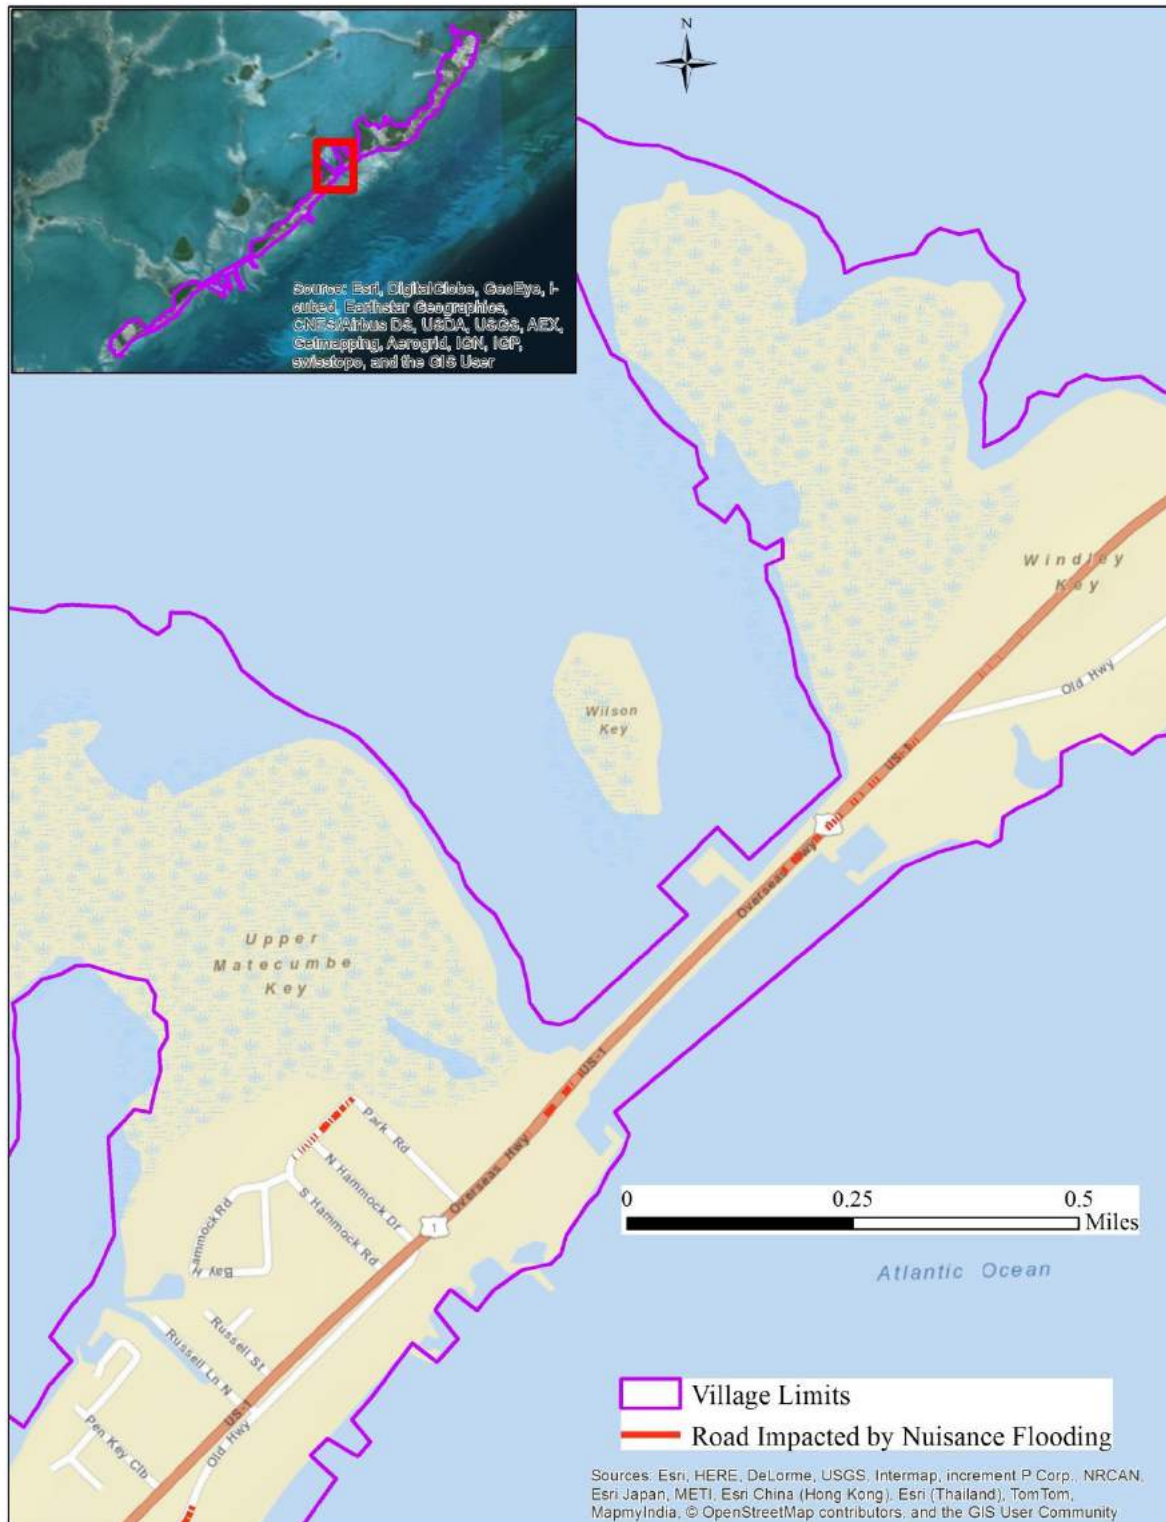 N
Source: Esri, DigitalGlobe, GeoEye, i-
cubed, Earthstar Geographics,
CNES/Airbus DS, USDA, USGS, AEX,
Getmapping, Aerogrid, IGN, IGP,
swisstopo, and the GIS User
Windley
Key
Old Hwy
Wilson
Key
US-1
Overseas Hwy
Upper
Matecumbe
Key
US-1
Park Rd
Overseas Hwy
N Hammock Dr
S Hammock Rd
1
Hammock Rd
Bay H
Russell St
Russell Ln N
US-1
Old Hwy
Pen Key Clb
0 0.25 0.5
Miles
Atlantic Ocean
Village Limits
Road Impacted by Nuisance Flooding
Sources: Esri, HERE, DeLorme, USGS, Intermap, increment P Corp., NRCAN,
Esri Japan, METI, Esri China (Hong Kong), Esri (Thailand), TomTom,
MapmyIndia, © OpenStreetMap contributors, and the GIS User Community